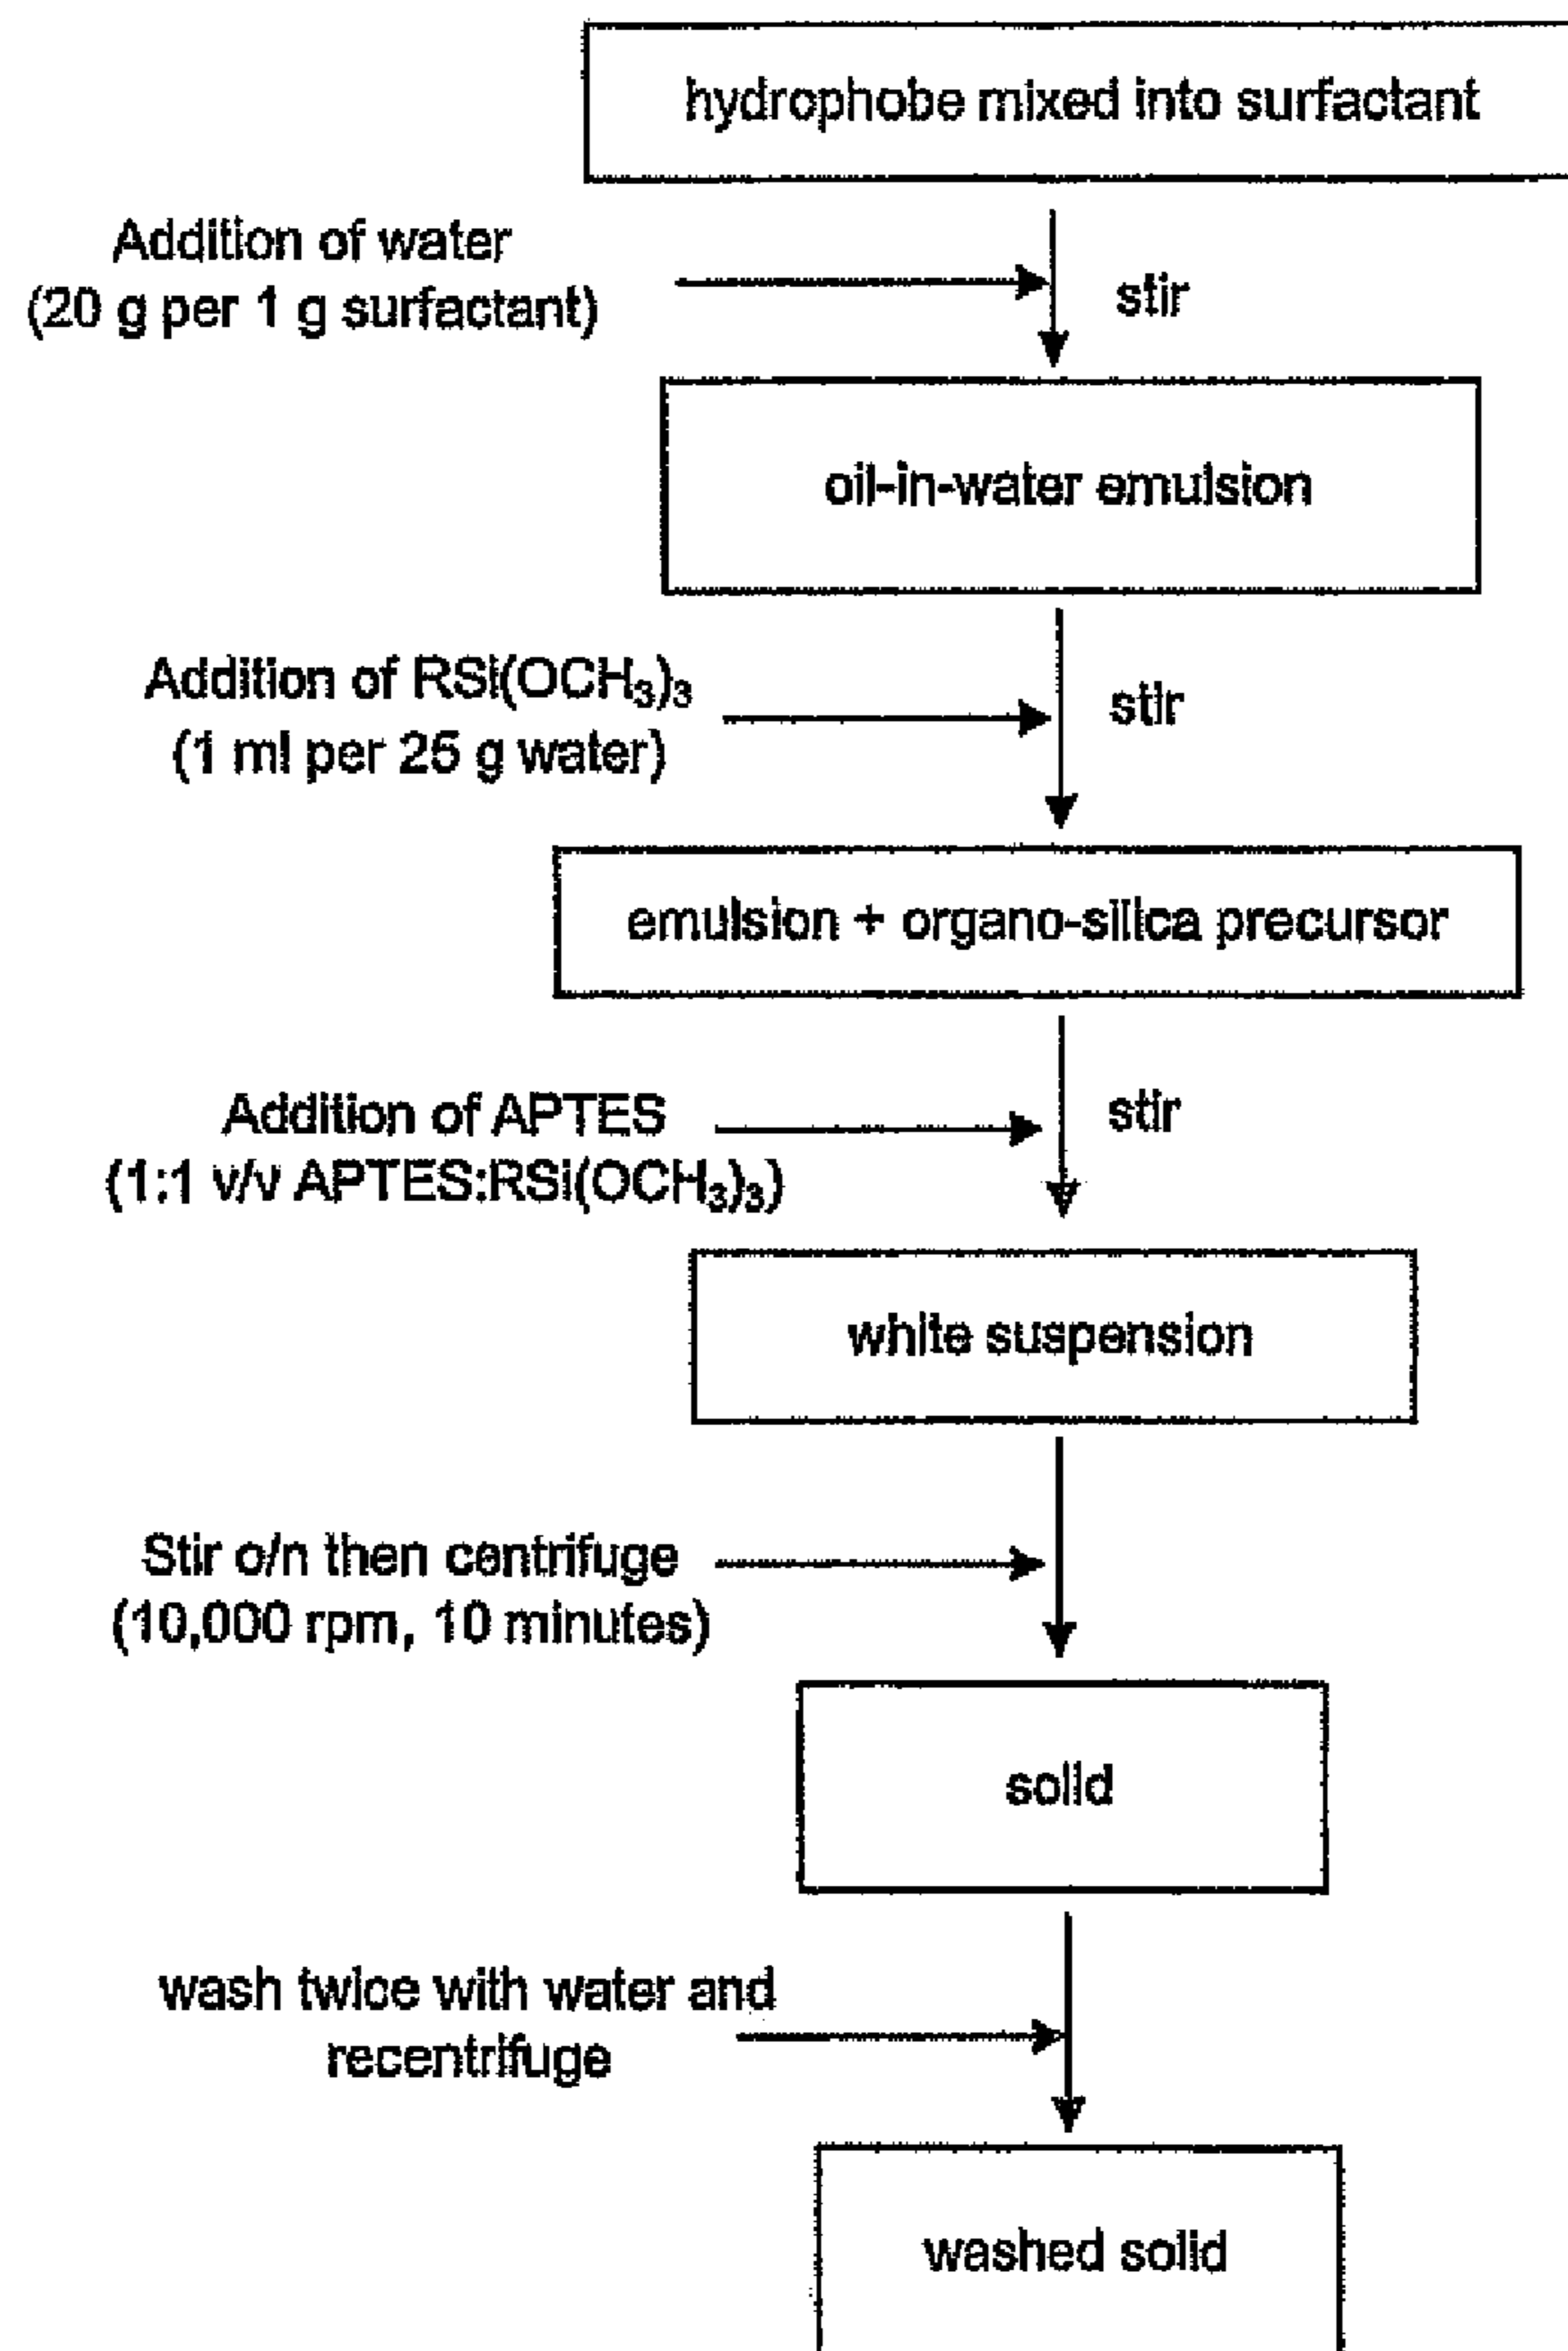 hydrophobe mixed into surfactant
Addition of water
(20 g per 1 g surfactant)
stir
oil-in-water emulsion
Addition of RSi(OCH₃)₃
(1 ml per 25 g water)
stir
emulsion + organo-silica precursor
Addition of APTES
(1:1 v/v APTES:RSi(OCH₃)₃)
stir
white suspension
Stir o/n then centrifuge
(10,000 rpm, 10 minutes)
solid
wash twice with water and
recentrifuge
washed solid